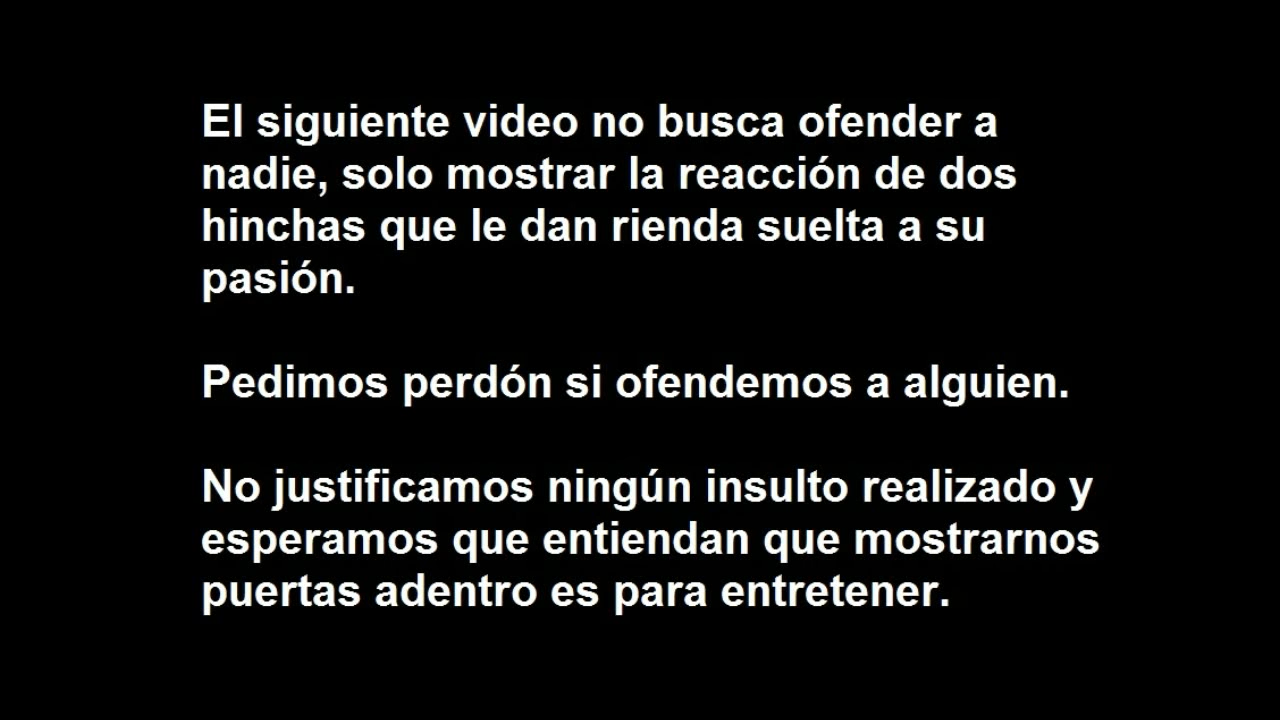 El siguiente video no busca ofender a
nadie, solo mostrar la reacción de dos
hinchas que le dan rienda suelta a su
pasión.
Pedimos perdón si ofendemos a alguien.
No justificamos ningún insulto realizado y
esperamos que entiendan que mostrarnos
puertas adentro es para entretener.